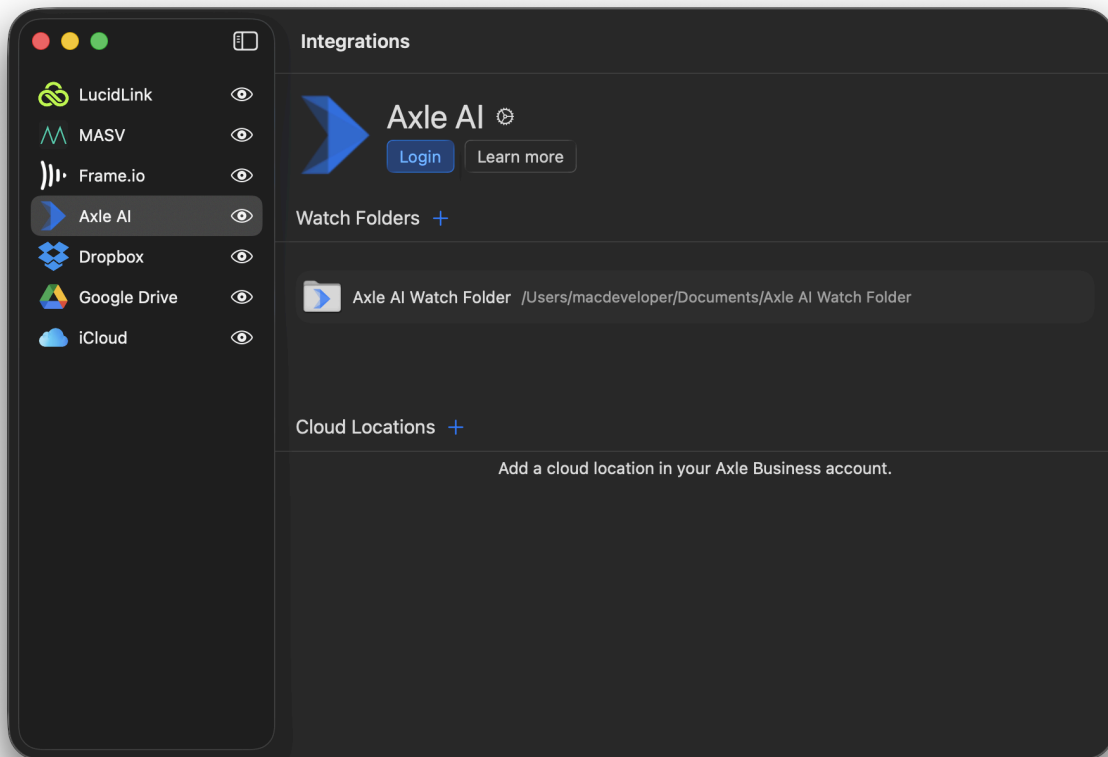 Integrations
LucidLink
MASV
Frame.io
Axle AI
Dropbox
Google Drive
iCloud
Axle AI
Login
Learn more
Watch Folders
Axle AI Watch Folder /Users/macdeveloper/Documents/Axle AI Watch Folder
Cloud Locations
Add a cloud location in your Axle Business account.